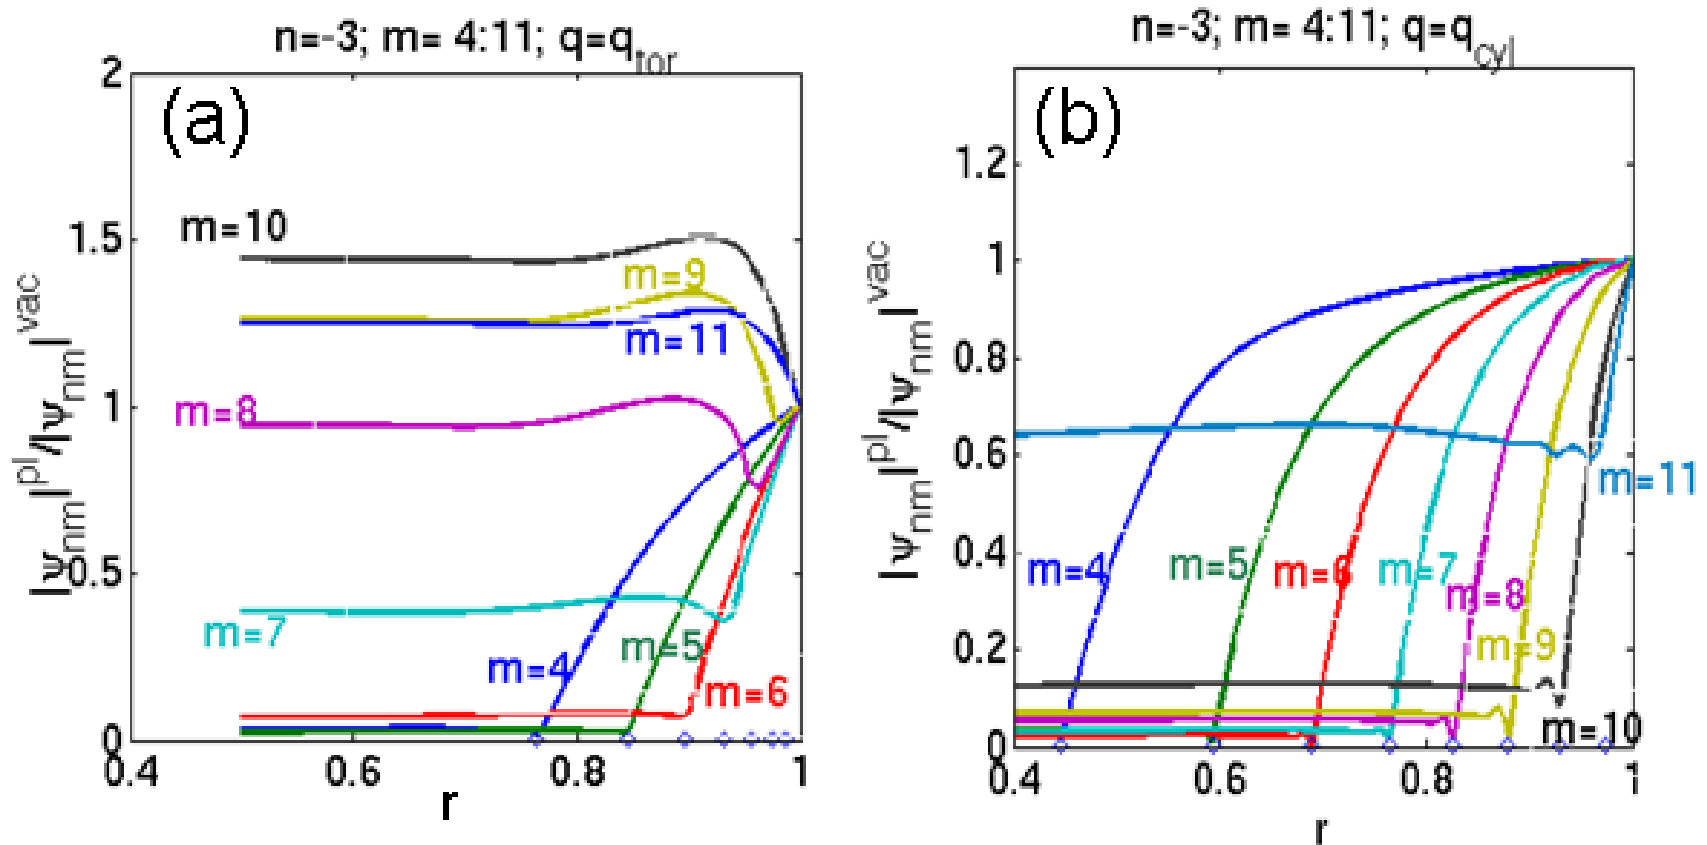 n=-3; m= 4:11; q=q_tor
(a)
2
1.5
1
0.5
0
0.4
0.6
0.8
1
r
|ψ_nm|^pl/|ψ_nm|^vac
m=10
m=9
m=11
m=8
m=7
m=4
m=5
m=6
n=-3; m= 4:11; q=q_cyl
(b)
1.2
1
0.8
0.6
0.4
0.2
0
0.4
0.6
0.8
1
r
|ψ_nm|^pl/|ψ_nm|^vac
m=11
m=4
m=5
m=6
m=7
m=8
m=9
m=10